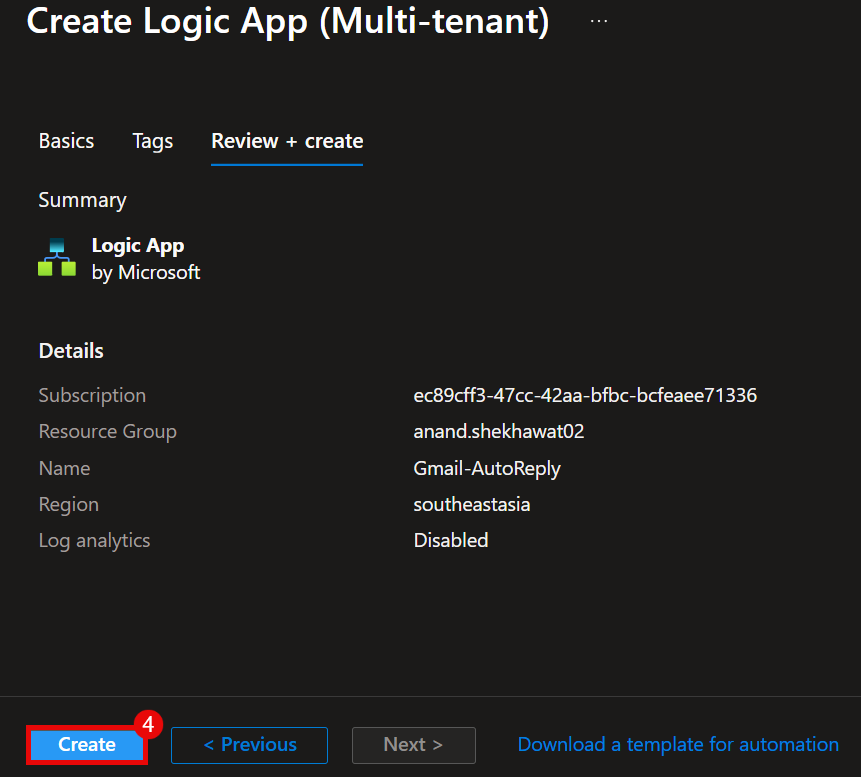 Create Logic App (Multi-tenant) ...
Basics Tags Review + create
Summary
Logic App
by Microsoft
Details
Subscription ec89cff3-47cc-42aa-bfbc-bcfeaee71336
Resource Group anand.shekhawat02
Name Gmail-AutoReply
Region southeastasia
Log analytics Disabled
4
Create < Previous Next > Download a template for automation